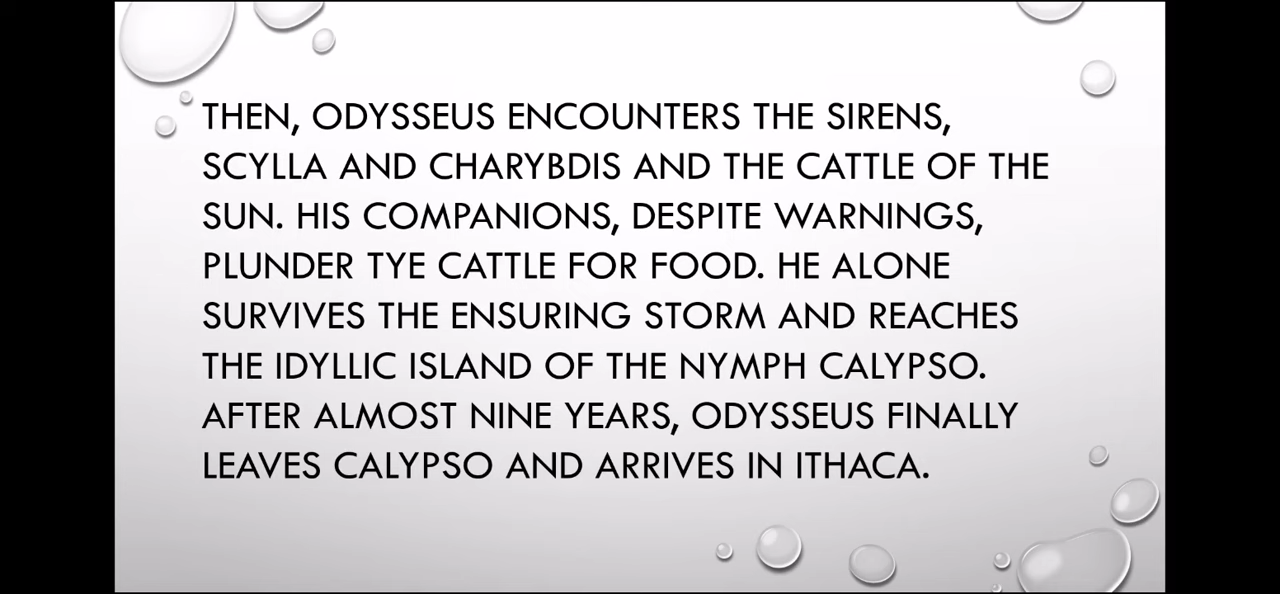 THEN, ODYSSEUS ENCOUNTERS THE SIRENS,
SCYLLA AND CHARYBDIS AND THE CATTLE OF THE
SUN. HIS COMPANIONS, DESPITE WARNINGS,
PLUNDER TYE CATTLE FOR FOOD. HE ALONE
SURVIVES THE ENSURING STORM AND REACHES
THE IDYLLIC ISLAND OF THE NYMPH CALYPSO.
AFTER ALMOST NINE YEARS, ODYSSEUS FINALLY
LEAVES CALYPSO AND ARRIVES IN ITHACA.